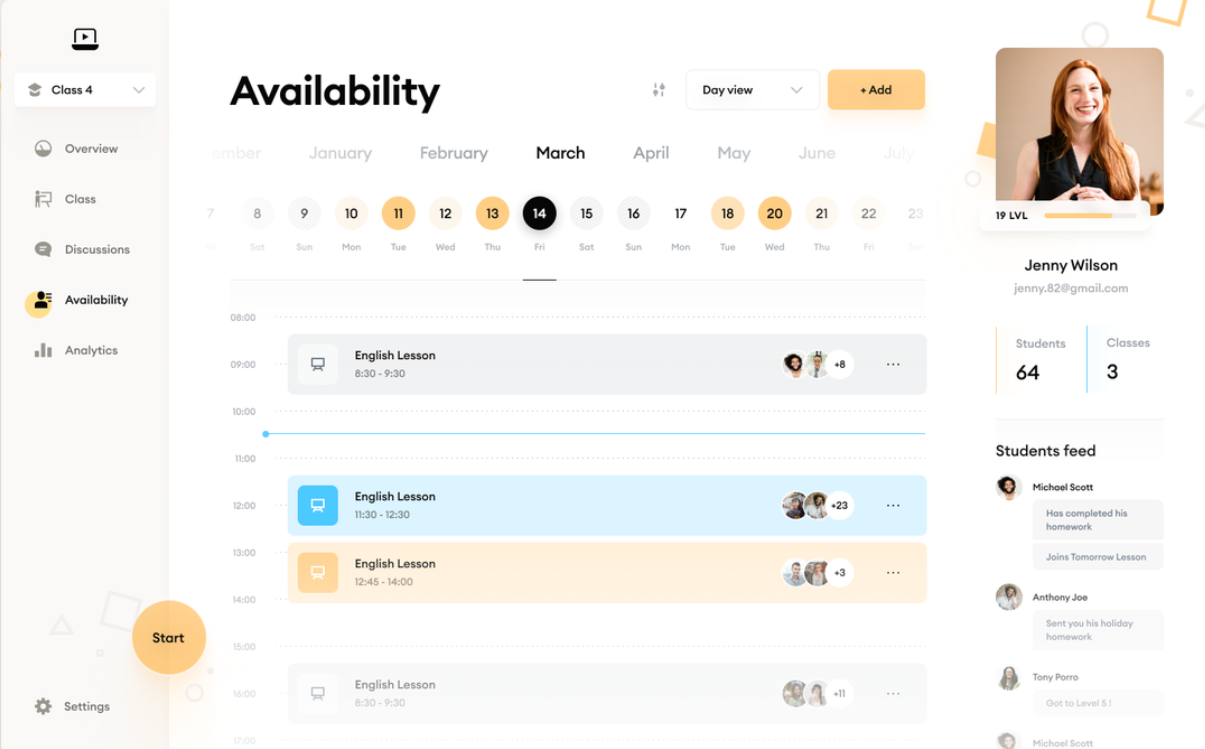 Class 4
Overview
Class
Discussions
Availability
Analytics
Start
Settings
Availability
Day view
+ Add
ember January February March April May June July
7 8 9 10 11 12 13 14 15 16 17 18 20 21 22 23
Sat Sun Mon Tue Wed Thu Fri Sat Sun Mon Tue Wed Thu Fri
08:00
09:00
English Lesson
8:30 - 9:30
+8
10:00
11:00
12:00
English Lesson
11:30 - 12:30
+23
13:00
English Lesson
12:45 - 14:00
+3
14:00
15:00
16:00
English Lesson
8:30 - 9:30
+11
17:00
19 LVL
Jenny Wilson
jenny.82@gmail.com
Students Classes
64 3
Students feed
Michael Scott
Has completed his
homework
Joins Tomorrow Lesson
Anthony Joe
Sent you his holiday
homework
Tony Porro
Got to Level 5 !
Michael Scott